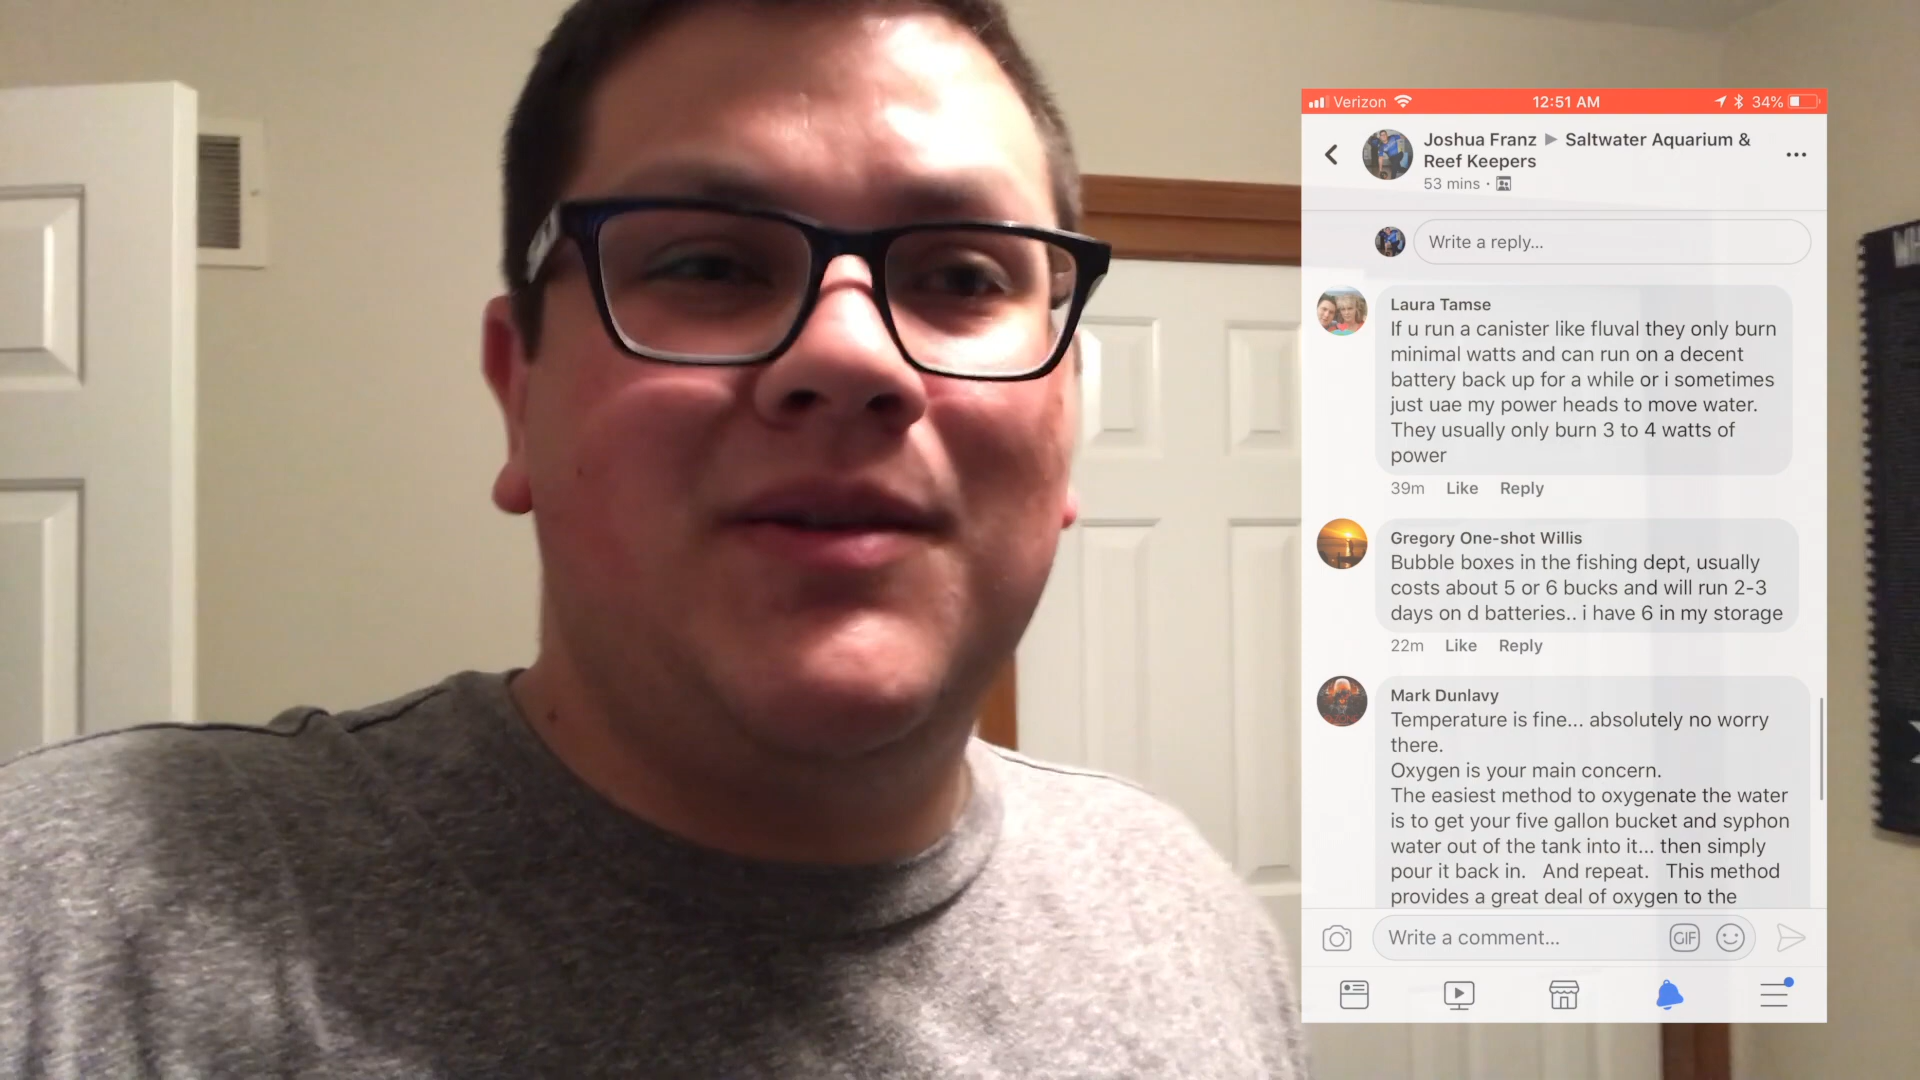 Verizon 12:51 AM 34%
Joshua Franz ▶ Saltwater Aquarium &
Reef Keepers
53 mins ·
Write a reply...
Laura Tamse
If u run a canister like fluval they only burn
minimal watts and can run on a decent
battery back up for a while or i sometimes
just uae my power heads to move water.
They usually only burn 3 to 4 watts of
power
39m Like Reply
Gregory One-shot Willis
Bubble boxes in the fishing dept, usually
costs about 5 or 6 bucks and will run 2-3
days on d batteries.. i have 6 in my storage
22m Like Reply
Mark Dunlavy
Temperature is fine... absolutely no worry
there.
Oxygen is your main concern.
The easiest method to oxygenate the water
is to get your five gallon bucket and syphon
water out of the tank into it... then simply
pour it back in. And repeat. This method
provides a great deal of oxygen to the
Write a comment...
GIF